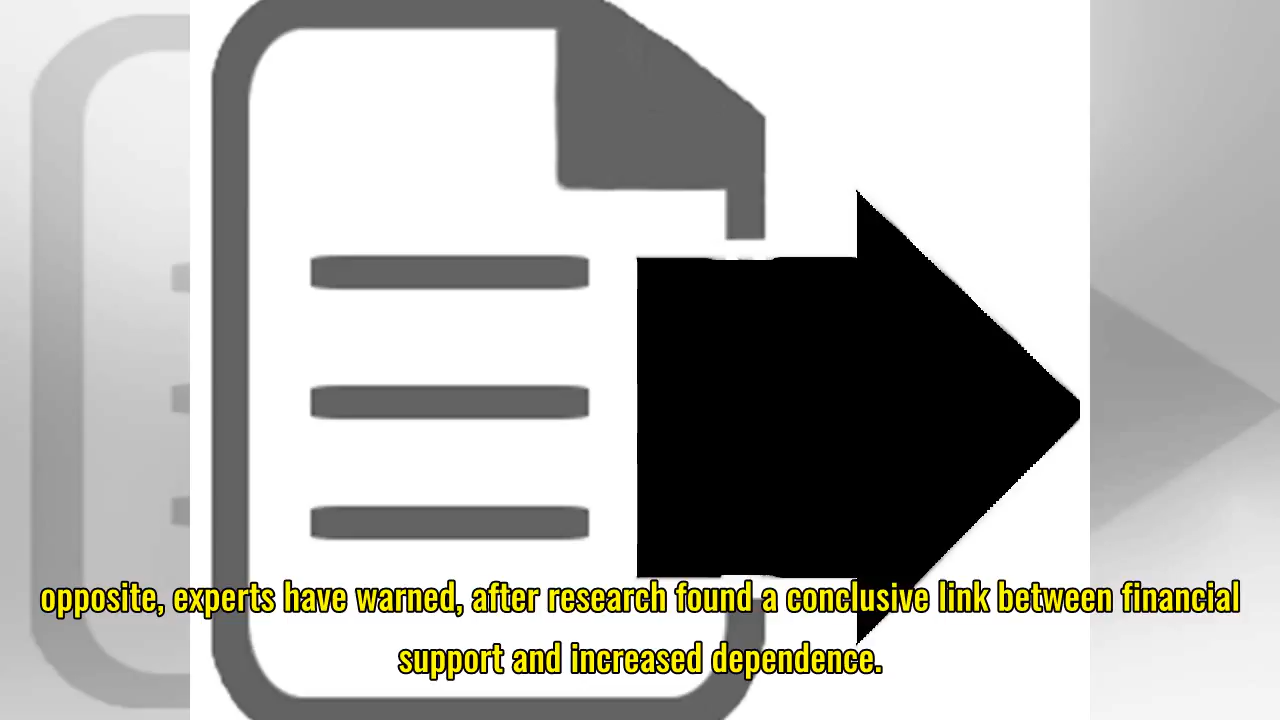 opposite, experts have warned, after research found a conclusive link between financial
support and increased dependence.